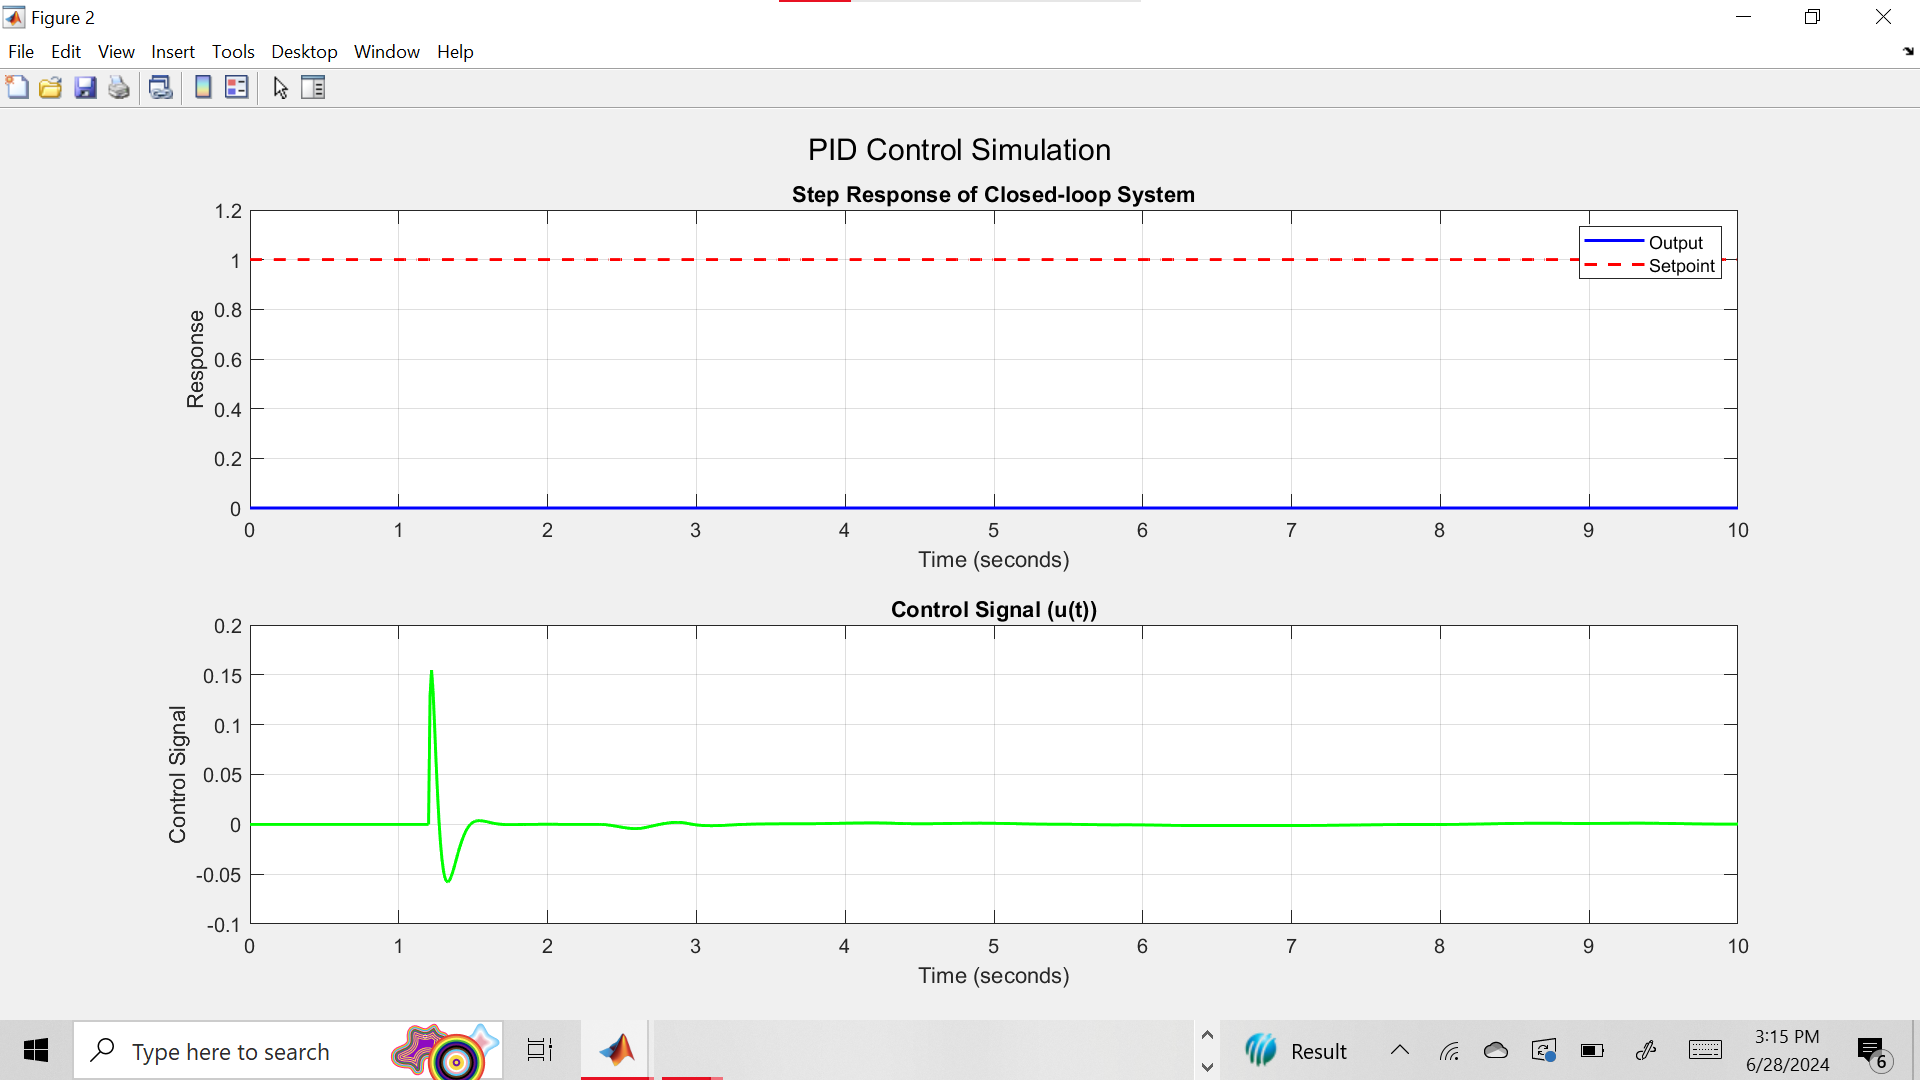 Figure 2
File Edit View Insert Tools Desktop Window Help
PID Control Simulation
Step Response of Closed-loop System
1.2
1
0.8
0.6
0.4
0.2
0
Response
Output
Setpoint
0 1 2 3 4 5 6 7 8 9 10
Time (seconds)
Control Signal (u(t))
0.2
0.15
0.1
0.05
0
-0.05
-0.1
Control Signal
0 1 2 3 4 5 6 7 8 9 10
Time (seconds)
Type here to search
Result
3:15 PM
6/28/2024
6